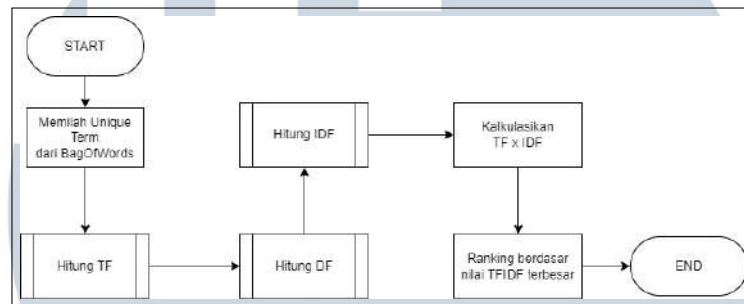 START
Memilah Unique
Term
dari BagOfWords
Hitung TF
Hitung DF
Hitung IDF
Kalkulasikan
TF x IDF
Ranking berdasar
nilai TFIDF terbesar
END